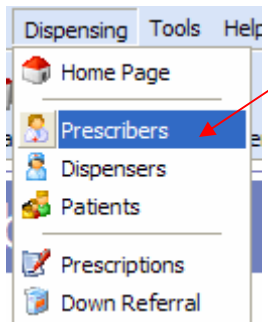 Dispensing Tools Help
Home Page
Prescribers
Dispensers
Patients
Prescriptions
Down Referral